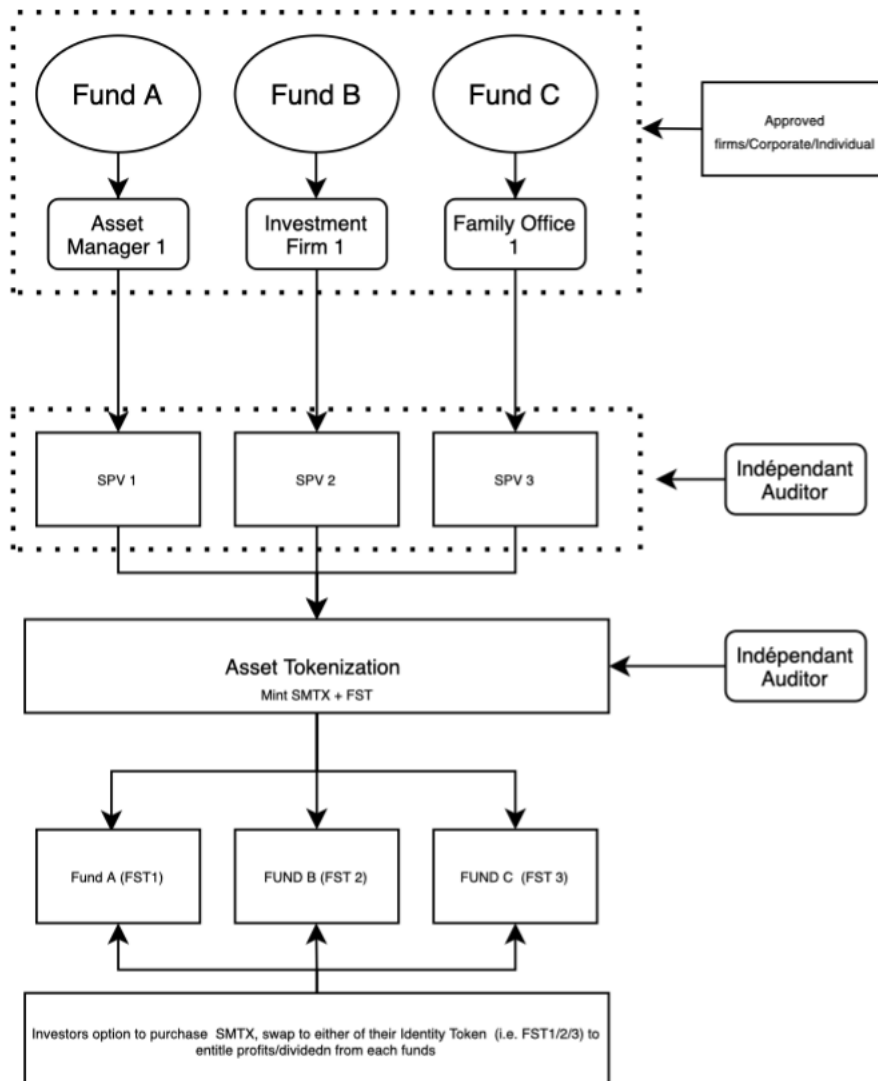 Fund A
Fund B
Fund C
Approved
firms/Corporate/Individual
Asset
Manager 1
Investment
Firm 1
Family Office
1
SPV 1
SPV 2
SPV 3
Indépendant
Auditor
Asset Tokenization
Mint SMTX + FST
Indépendant
Auditor
Fund A (FST1)
FUND B (FST 2)
FUND C (FST 3)
Investors option to purchase SMTX, swap to either of their Identity Token (i.e. FST1/2/3) to
entitle profits/dividedn from each funds